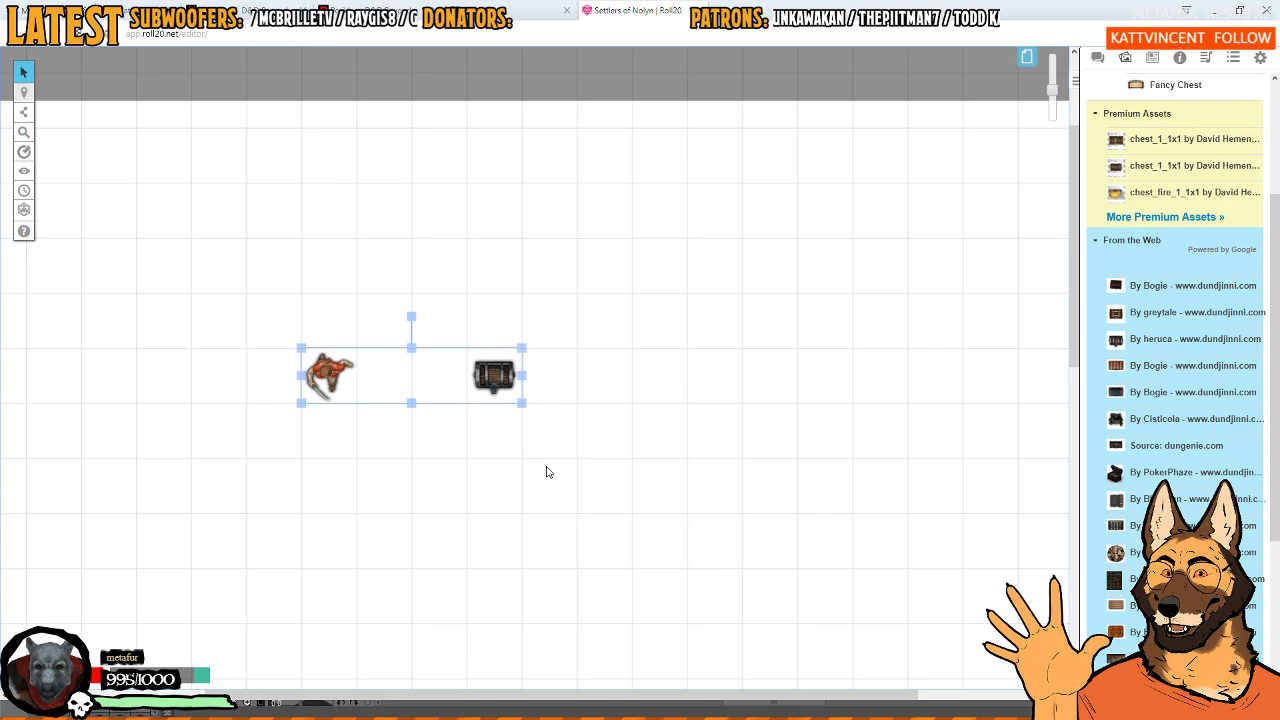 LATEST
SUBWOOFERS:
/ MCBRILLETV / RAYGIS8 / C
DONATORS:
PATRONS:
LINKAWAKAN / THEPIITMAN7 / TODD K
Settlers of Nolyn | Roll20
app.roll20.net/editor/
KATTVINCENT FOLLOW
Fancy Chest
Premium Assets
chest_1_1x1 by David Hemen...
chest_1_1x1 by David Hemen...
chest_fire_1_1x1 by David He...
More Premium Assets »
From the Web
Powered by Google
By Bogie - www.dundjinni.com
By greytale - www.dundjinni.com
By heruca - www.dundjinni.com
By Bogie - www.dundjinni.com
By Bogie - www.dundjinni.com
By Cisticola - www.dundjinni.c...
Source: dungenie.com
By PokerPhaze - www.dundjin...
metafur
995/1000